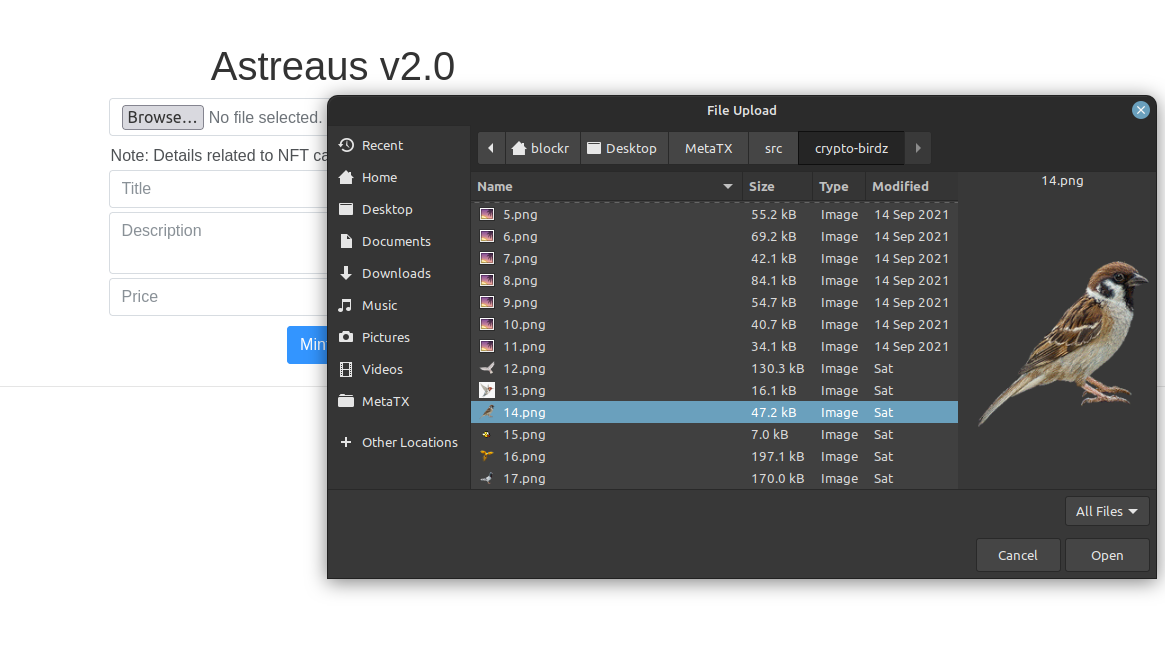 Astreaus v2.0
Browse... No file selected.
Note: Details related to NFT ca
Title
Description
Price
Min
File Upload
Recent
Home
Desktop
Documents
Downloads
Music
Pictures
Videos
MetaTX
Other Locations
blockr Desktop MetaTX src crypto-birdz
Name Size Type Modified
5.png 55.2 kB Image 14 Sep 2021
6.png 69.2 kB Image 14 Sep 2021
7.png 42.1 kB Image 14 Sep 2021
8.png 84.1 kB Image 14 Sep 2021
9.png 54.7 kB Image 14 Sep 2021
10.png 40.7 kB Image 14 Sep 2021
11.png 34.1 kB Image 14 Sep 2021
12.png 130.3 kB Image Sat
13.png 16.1 kB Image Sat
14.png 47.2 kB Image Sat
15.png 7.0 kB Image Sat
16.png 197.1 kB Image Sat
17.png 170.0 kB Image Sat
14.png
All Files
Cancel Open